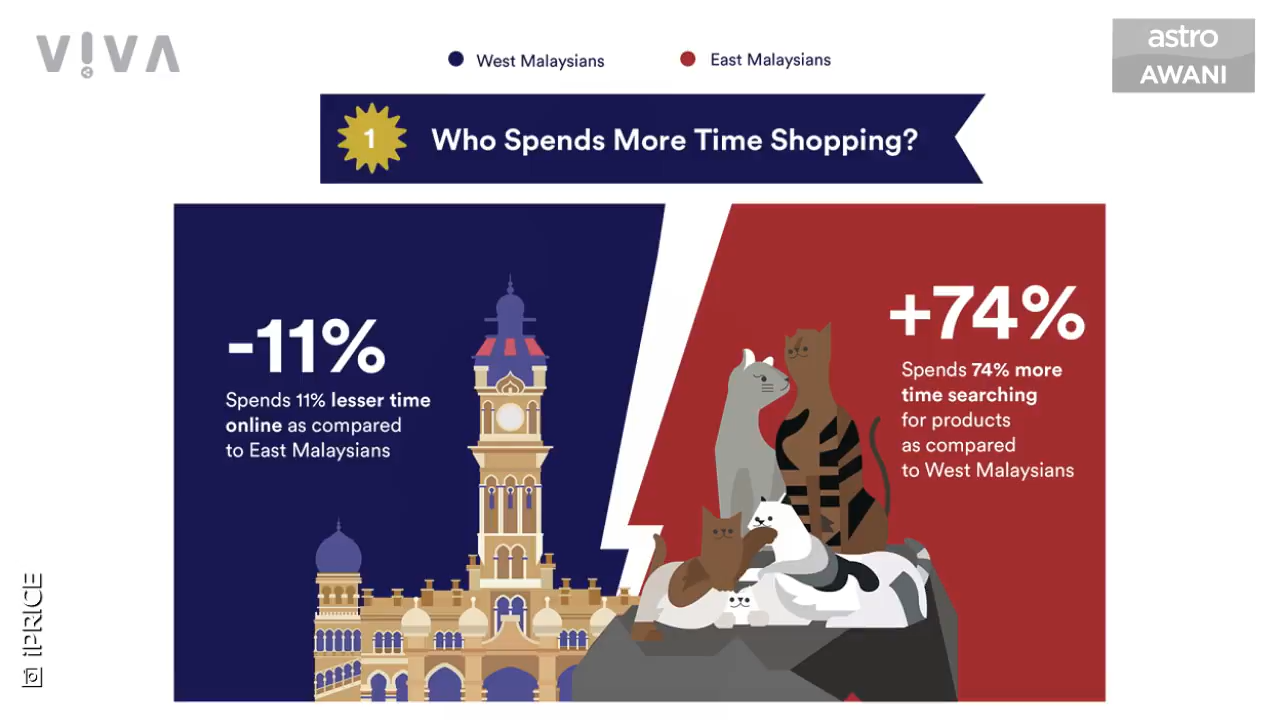 V!VA
astro
AWANI
West Malaysians
East Malaysians
1
Who Spends More Time Shopping?
-11%
Spends 11% lesser time
online as compared
to East Malaysians
+74%
Spends 74% more
time searching
for products
as compared
to West Malaysians
iPRICE